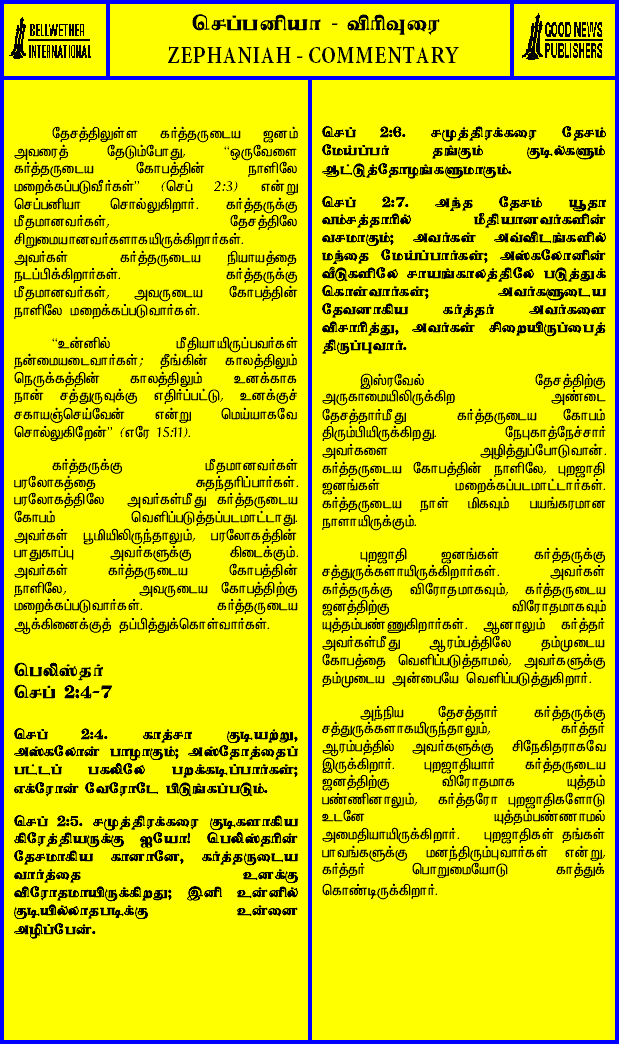 BELLWETHER
INTERNATIONAL
செப்பனியா - விரிவுரை
ZEPHANIAH - COMMENTARY
GOOD NEWS
PUBLISHERS
தேசத்திலுள்ள கர்த்தருடைய ஜனம்
அவரைத் தேடும்போது, “ஒருவேளை
கர்த்தருடைய கோபத்தின் நாளிலே
மறைக்கப்படுவீர்கள்” (செப் 2:3) என்று
செப்பனியா சொல்லுகிறார். கர்த்தருக்கு
மீதமானவர்கள், தேசத்திலே
சிறுமையானவர்களாகயிருக்கிறார்கள்.
அவர்கள் கர்த்தருடைய நியாயத்தை
நடப்பிக்கிறார்கள். கர்த்தருக்கு
மீதமானவர்கள், அவருடைய கோபத்தின்
நாளிலே மறைக்கப்படுவார்கள்.
“உன்னில் மீதியாயிருப்பவர்கள்
நன்மையடைவார்கள்; தீங்கின் காலத்திலும்
நெருக்கத்தின் காலத்திலும் உனக்காக
நான் சத்துருவுக்கு எதிர்ப்பட்டு, உனக்குச்
சகாயஞ்செய்வேன் என்று மெய்யாகவே
சொல்லுகிறேன்” (எரே 15:11).
கர்த்தருக்கு மீதமானவர்கள்
பரலோகத்தை சுதந்தரிப்பார்கள்.
பரலோகத்திலே அவர்கள்மீது கர்த்தருடைய
கோபம் வெளிப்படுத்தப்படமாட்டாது.
அவர்கள் பூமியிலிருந்தாலும், பரலோகத்தின்
பாதுகாப்பு அவர்களுக்கு கிடைக்கும்.
அவர்கள் கர்த்தருடைய கோபத்தின்
நாளிலே, அவருடைய கோபத்திற்கு
மறைக்கப்படுவார்கள். கர்த்தருடைய
ஆக்கினைக்குத் தப்பித்துக்கொள்வார்கள்.
பெலிஸ்தர்
செப் 2:4-7
செப் 2:4. காத்சா குடியற்று,
அஸ்கலோன் பாழாகும்; அஸ்தோத்தைப்
பட்டப் பகலிலே பறக்கடிப்பார்கள்;
எக்ரோன் வேரோடே பிடுங்கப்படும்.
செப் 2:5. சமுத்திரக்கரை குடிகளாகிய
கிரேத்தியருக்கு ஐயோ! பெலிஸ்தரின்
தேசமாகிய கானானே, கர்த்தருடைய
வார்த்தை உனக்கு
விரோதமாயிருக்கிறது; இனி உன்னில்
குடியில்லாதபடிக்கு உன்னை
அழிப்பேன்.
செப் 2:6. சமுத்திரக்கரை தேசம்
மேய்ப்பர் தங்கும் குடில்களும்
ஆட்டுத்தோழங்களுமாகும்.
செப் 2:7. அந்த தேசம் யூதா
வம்சத்தாரில் மீதியானவர்களின்
வசமாகும்; அவர்கள் அவ்விடங்களில்
மந்தை மேய்ப்பார்கள்; அஸ்கலோனின்
வீடுகளிலே சாயங்காலத்திலே படுத்துக்
கொள்வார்கள்; அவர்களுடைய
தேவனாகிய கர்த்தர் அவர்களை
விசாரித்து, அவர்கள் சிறையிருப்பைத்
திருப்புவார்.
இஸ்ரவேல் தேசத்திற்கு
அருகாமையிலிருக்கிற அண்டை
தேசத்தார்மீது கர்த்தருடைய கோபம்
திரும்பியிருக்கிறது. நேபுகாத்நேச்சார்
அவர்களை அழித்துப்போடுவான்.
கர்த்தருடைய கோபத்தின் நாளிலே, புறஜாதி
ஜனங்கள் மறைக்கப்படமாட்டார்கள்.
கர்த்தருடைய நாள் மிகவும் பயங்கரமான
நாளாயிருக்கும்.
புறஜாதி ஜனங்கள் கர்த்தருக்கு
சத்துருக்களாயிருக்கிறார்கள். அவர்கள்
கர்த்தருக்கு விரோதமாகவும், கர்த்தருடைய
ஜனத்திற்கு விரோதமாகவும்
யுத்தம்பண்ணுகிறார்கள். ஆனாலும் கர்த்தர்
அவர்கள்மீது ஆரம்பத்திலே தம்முடைய
கோபத்தை வெளிப்படுத்தாமல், அவர்களுக்கு
தம்முடைய அன்பையே வெளிப்படுத்துகிறார்.
அந்நிய தேசத்தார் கர்த்தருக்கு
சத்துருக்களாகயிருந்தாலும், கர்த்தர்
ஆரம்பத்தில் அவர்களுக்கு சிநேகிதராகவே
இருக்கிறார். புறஜாதியார் கர்த்தருடைய
ஜனத்திற்கு விரோதமாக யுத்தம்
பண்ணினாலும், கர்த்தரோ புறஜாதிகளோடு
உடனே யுத்தம்பண்ணாமல்
அமைதியாயிருக்கிறார். புறஜாதிகள் தங்கள்
பாவங்களுக்கு மனந்திரும்புவார்கள் என்று,
கர்த்தர் பொறுமையோடு காத்துக்
கொண்டிருக்கிறார்.